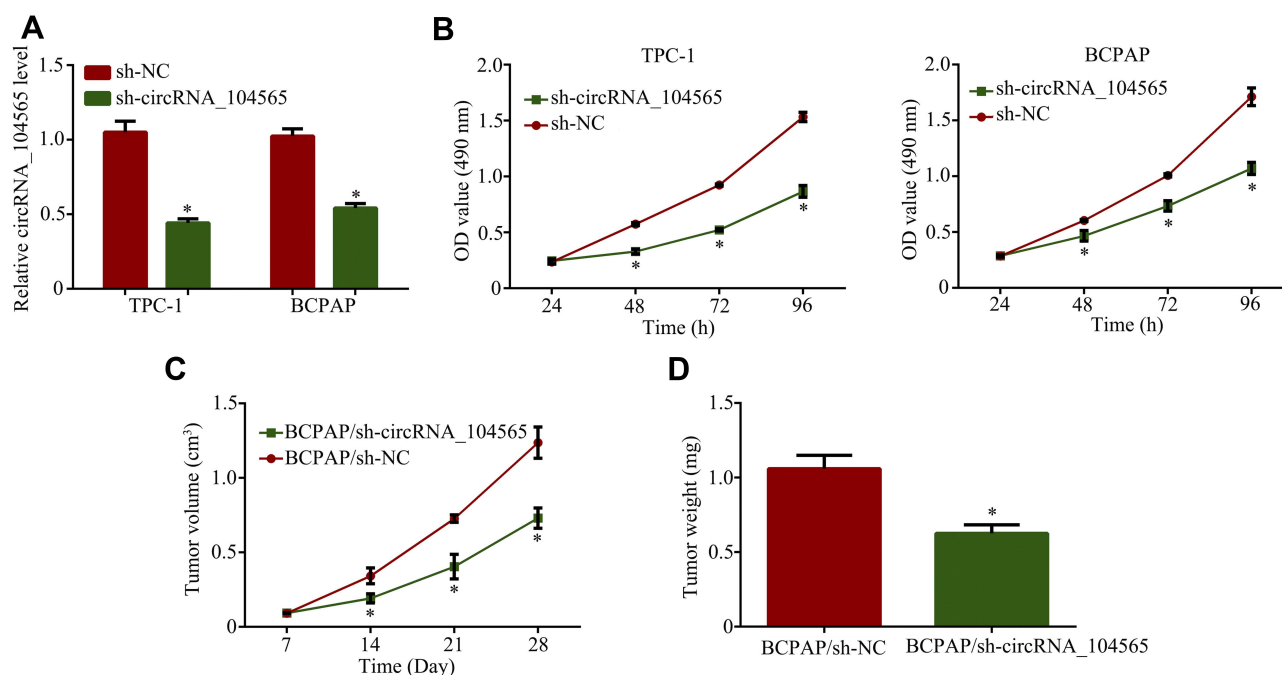 A
Relative circRNA_104565 level
1.5
1.0
0.5
0
sh-NC
sh-circRNA_104565
*
*
TPC-1
BCPAP
B
TPC-1
OD value (490 nm)
2.0
1.5
1.0
0.5
0
sh-circRNA_104565
sh-NC
*
*
*
24
48
72
96
Time (h)
BCPAP
OD value (490 nm)
2.0
1.5
1.0
0.5
0
sh-circRNA_104565
sh-NC
*
*
*
24
48
72
96
Time (h)
C
Tumor volume (cm³)
1.5
1.0
0.5
0
BCPAP/sh-circRNA_104565
BCPAP/sh-NC
*
*
*
7
14
21
28
Time (Day)
D
Tumor weight (mg)
1.5
1.0
0.5
0
*
BCPAP/sh-NC
BCPAP/sh-circRNA_104565